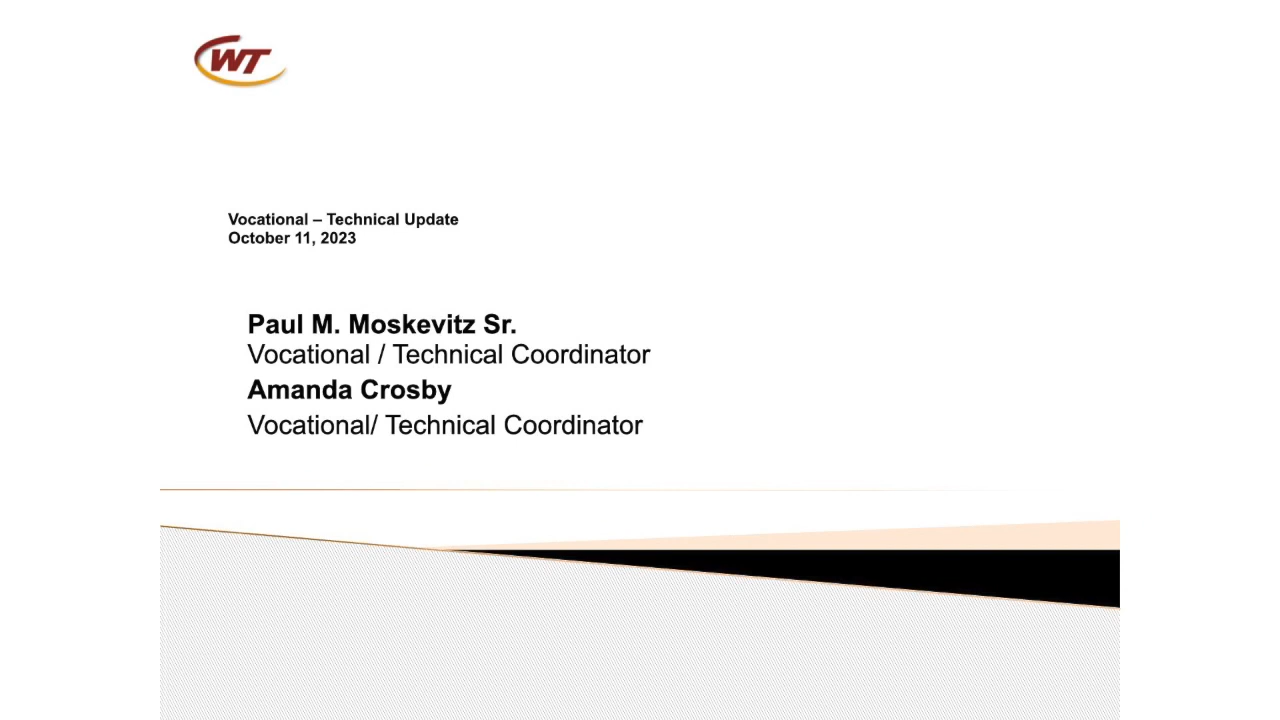 WT
Vocational – Technical Update
October 11, 2023
Paul M. Moskevitz Sr.
Vocational / Technical Coordinator
Amanda Crosby
Vocational/ Technical Coordinator